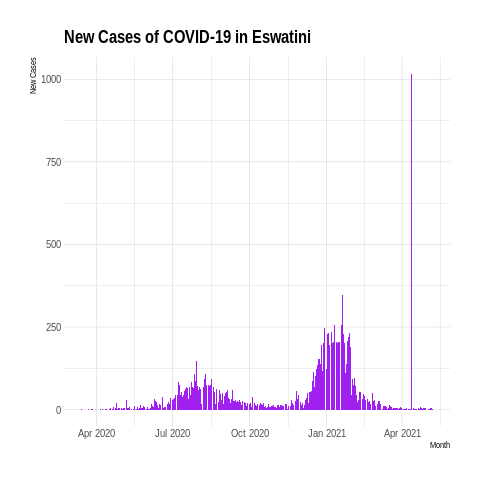 New Cases of COVID-19 in Eswatini
New Cases
1000
750
500
250
0
Apr 2020 Jul 2020 Oct 2020 Jan 2021 Apr 2021
Month